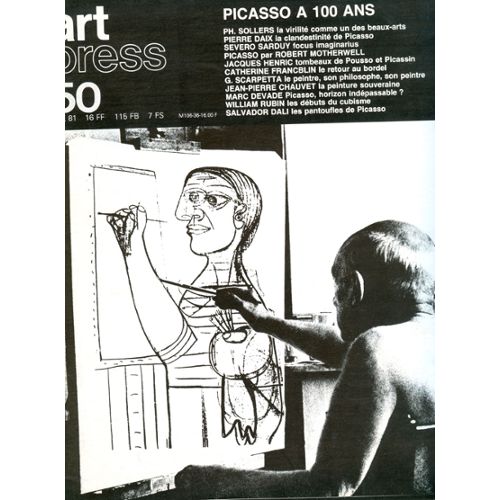 art
press
50
81 16 FF 115 FB 7 FS M1106-36-16.00 F
PICASSO A 100 ANS
PH. SOLLERS la virilité comme un des beaux-arts
PIERRE DAIX la clandestinité de Picasso
SEVERO SARDUY focus imaginarius
PICASSO par ROBERT MOTHERWELL
JACQUES HENRIC tombeaux de Pousso et Picassin
CATHERINE FRANCBLIN le retour au bordel
G. SCARPETTA le peintre, son philosophe, son peintre
JEAN-PIERRE CHAUVET la peinture souveraine
MARC DEVADE Picasso, horizon indépassable ?
WILLIAM RUBIN les débuts du cubisme
SALVADOR DALI les pantoufles de Picasso